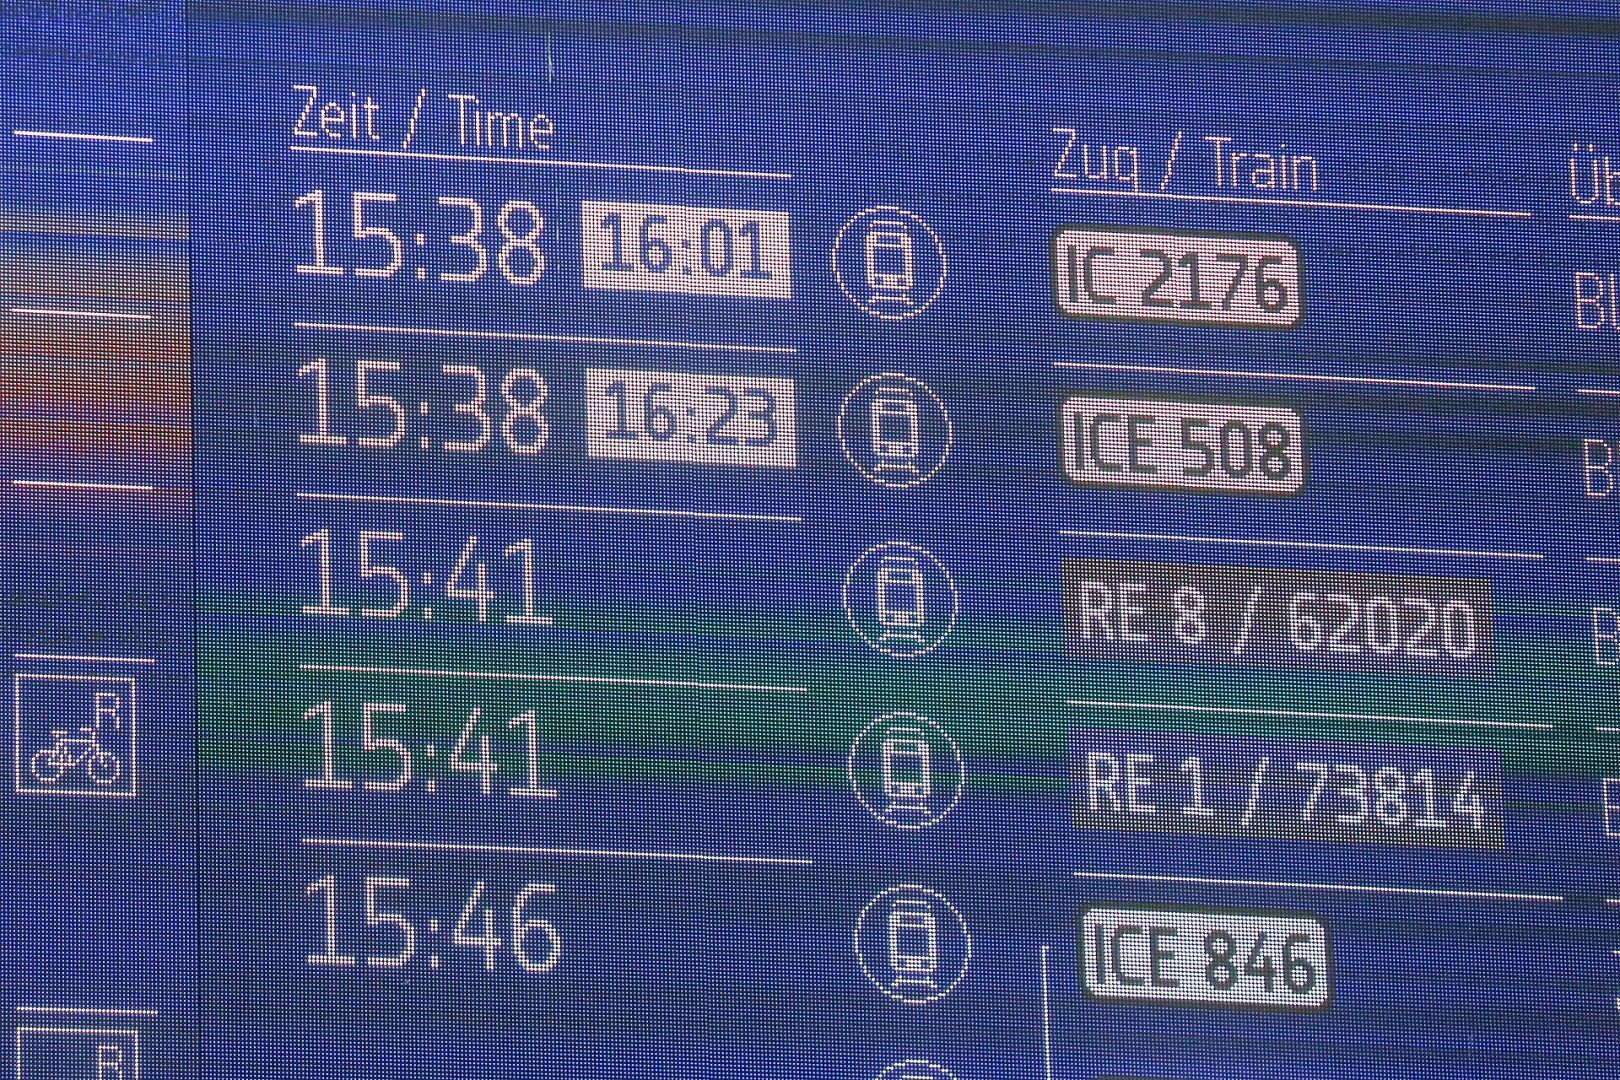 Zeit / Time Zug / Train
15:38 16:01 IC 2176
15:38 16:23 ICE 508
15:41 RE 8 / 62020
R
15:41 RE 1 / 73814
15:46 ICE 846
R